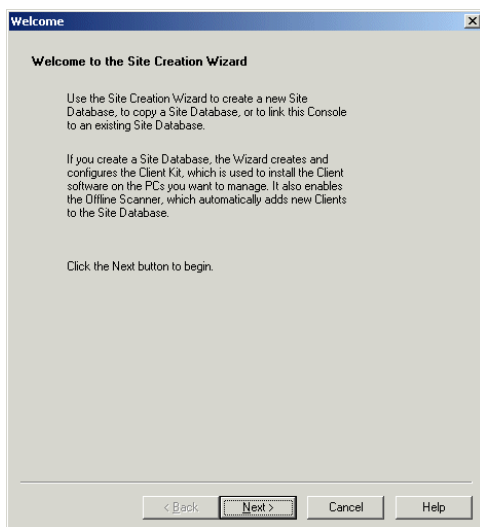 Welcome
Welcome to the Site Creation Wizard
Use the Site Creation Wizard to create a new Site
Database, to copy a Site Database, or to link this Console
to an existing Site Database.
If you create a Site Database, the Wizard creates and
configures the Client Kit, which is used to install the Client
software on the PCs you want to manage. It also enables
the Offline Scanner, which automatically adds new Clients
to the Site Database.
Click the Next button to begin.
< Back Next > Cancel Help